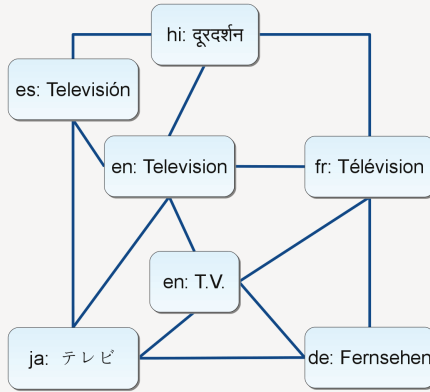 hi: दूरदर्शन
es: Televisión
en: Television
fr: Télévision
en: T.V.
ja: テレビ
de: Fernsehen